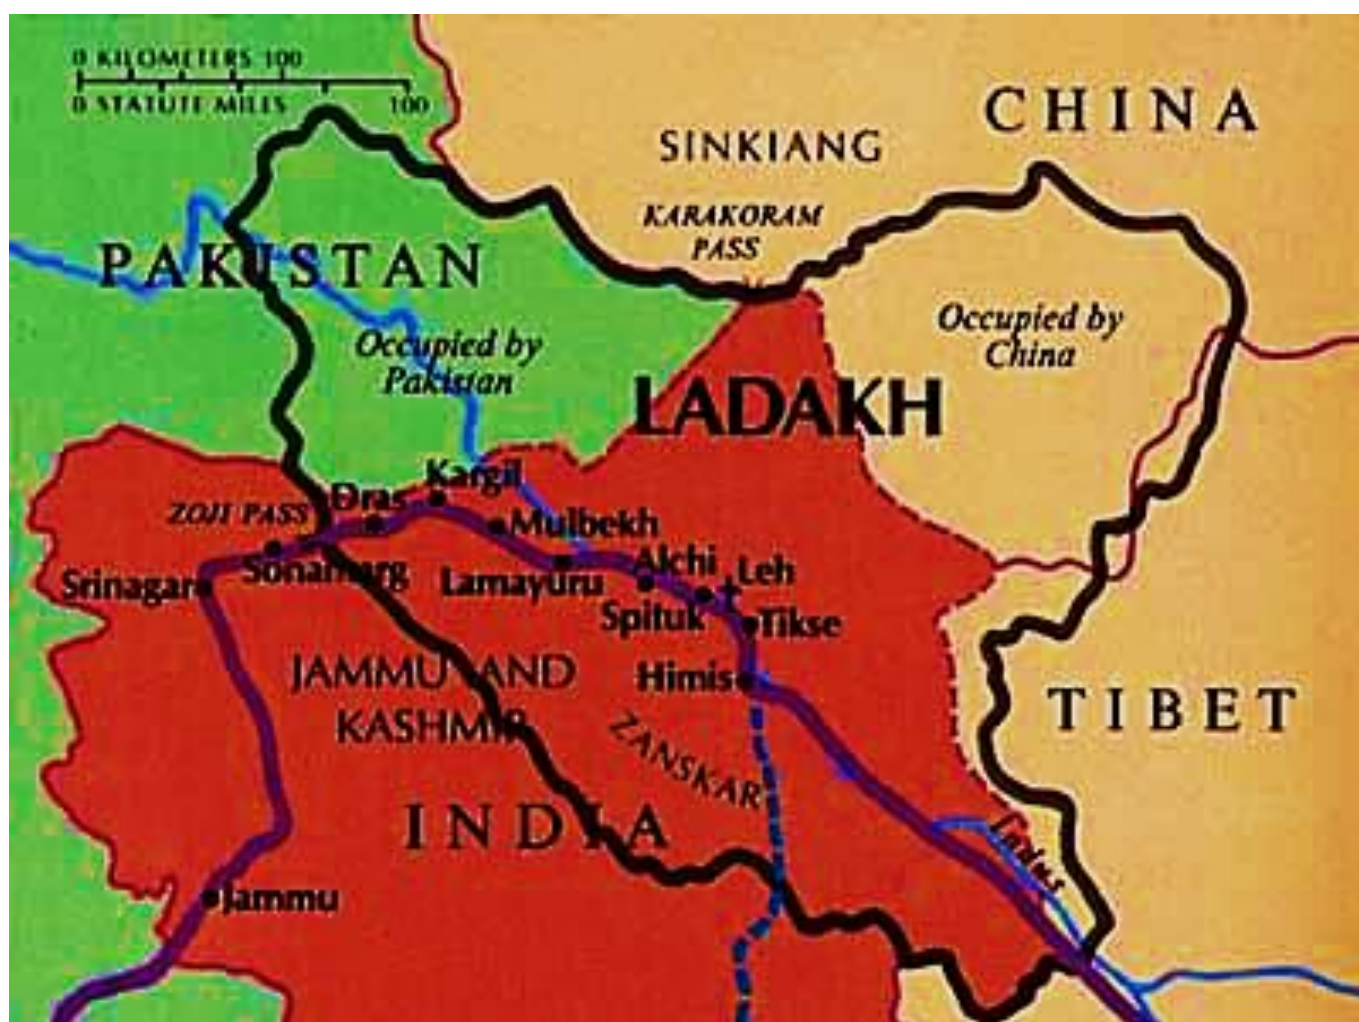 0 KILOMETERS 100
0 STATUTE MILES 100
CHINA
SINKIANG
KARAKORAM
PASS
PAKISTAN
Occupied by
Pakistan
Occupied by
China
LADAKH
Kargil
Dras
ZOJI PASS
Mulbekh
Sonamarg
Srinagar
Lamayuru
Alchi
Leh
Spituk
Tikse
JAMMU AND
KASHMIR
Himis
ZANSKAR
TIBET
INDIA
Indus
Jammu